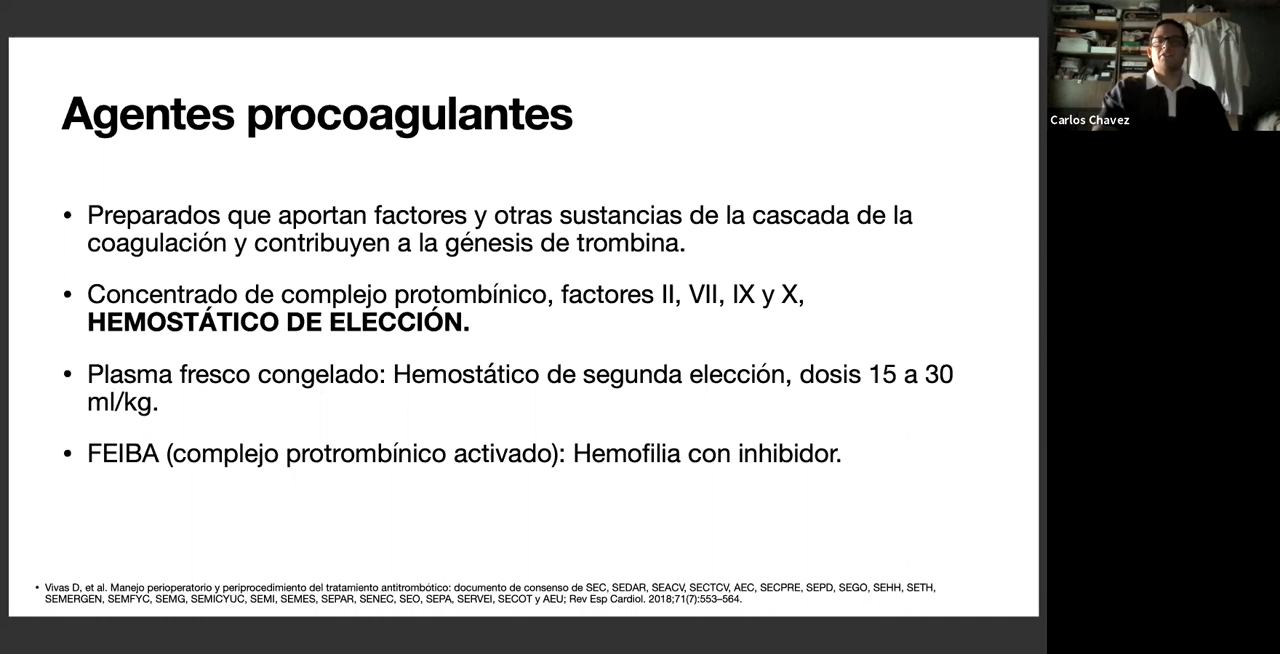 Agentes procoagulantes
• Preparados que aportan factores y otras sustancias de la cascada de la
coagulación y contribuyen a la génesis de trombina.
• Concentrado de complejo protombínico, factores II, VII, IX y X,
HEMOSTÁTICO DE ELECCIÓN.
• Plasma fresco congelado: Hemostático de segunda elección, dosis 15 a 30
ml/kg.
• FEIBA (complejo protrombínico activado): Hemofilia con inhibidor.
• Vivas D, et al. Manejo perioperatorio y periprocedimiento del tratamiento antitrombótico: documento de consenso de SEC, SEDAR, SEACV, SECTCV, AEC, SECPRE, SEPD, SEGO, SEHH, SETH,
SEMERGEN, SEMFYC, SEMG, SEMICYUC, SEMI, SEMES, SEPAR, SENEC, SEO, SEPA, SERVEI, SECOT y AEU; Rev Esp Cardiol. 2018;71(7):553–564.
Carlos Chavez